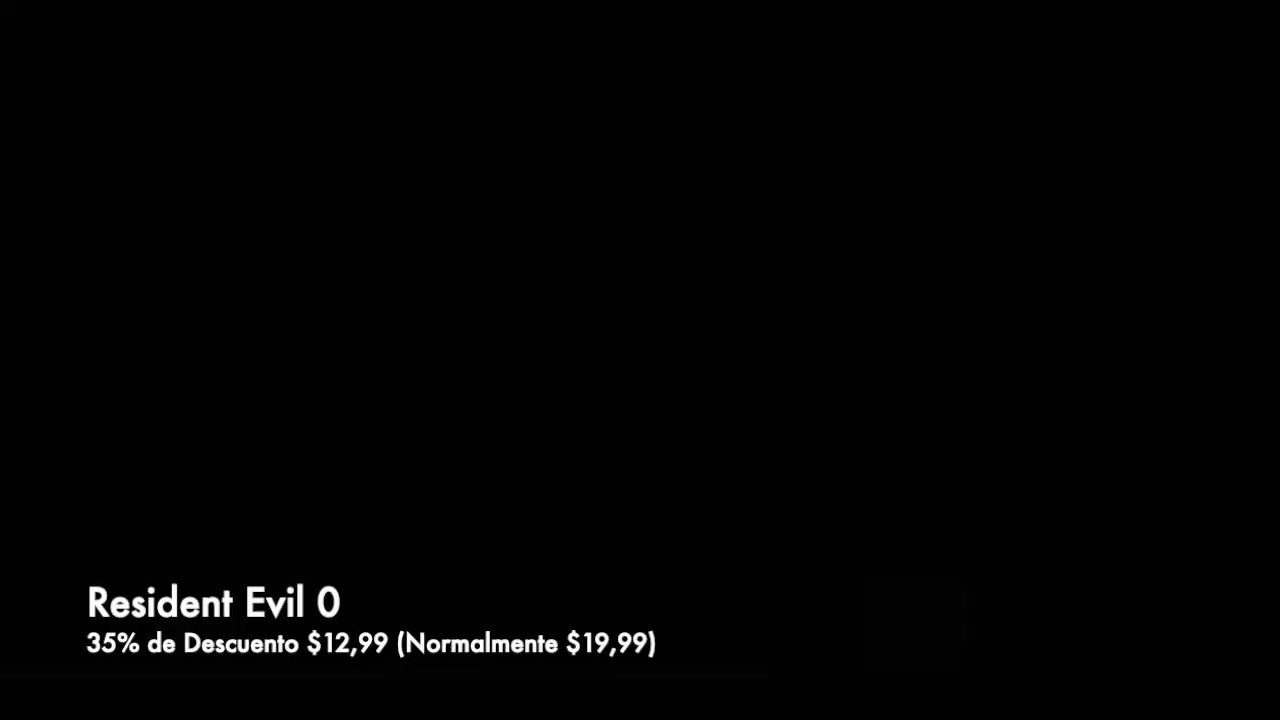 Resident Evil 0
35% de Descuento $12,99 (Normalmente $19,99)